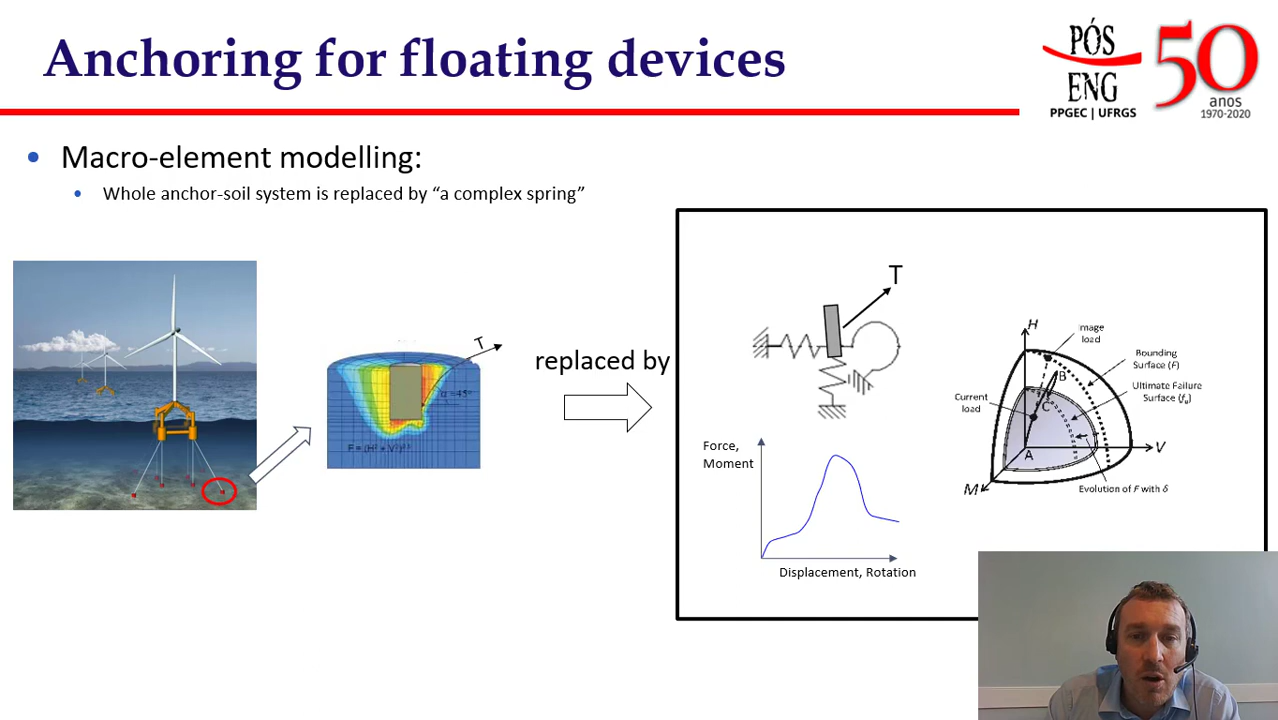 Anchoring for floating devices
PÓS
ENG
PPGEC | UFRGS
50
anos
1970-2020
• Macro-element modelling:
• Whole anchor-soil system is replaced by “a complex spring”
T
α =45°
replaced by
T
Force,
Moment
Displacement, Rotation
H
Image
load
Bounding
Surface (F)
B
Ultimate Failure
Surface (fᵤ)
Current
load
C
A
V
M
Evolution of F with δ